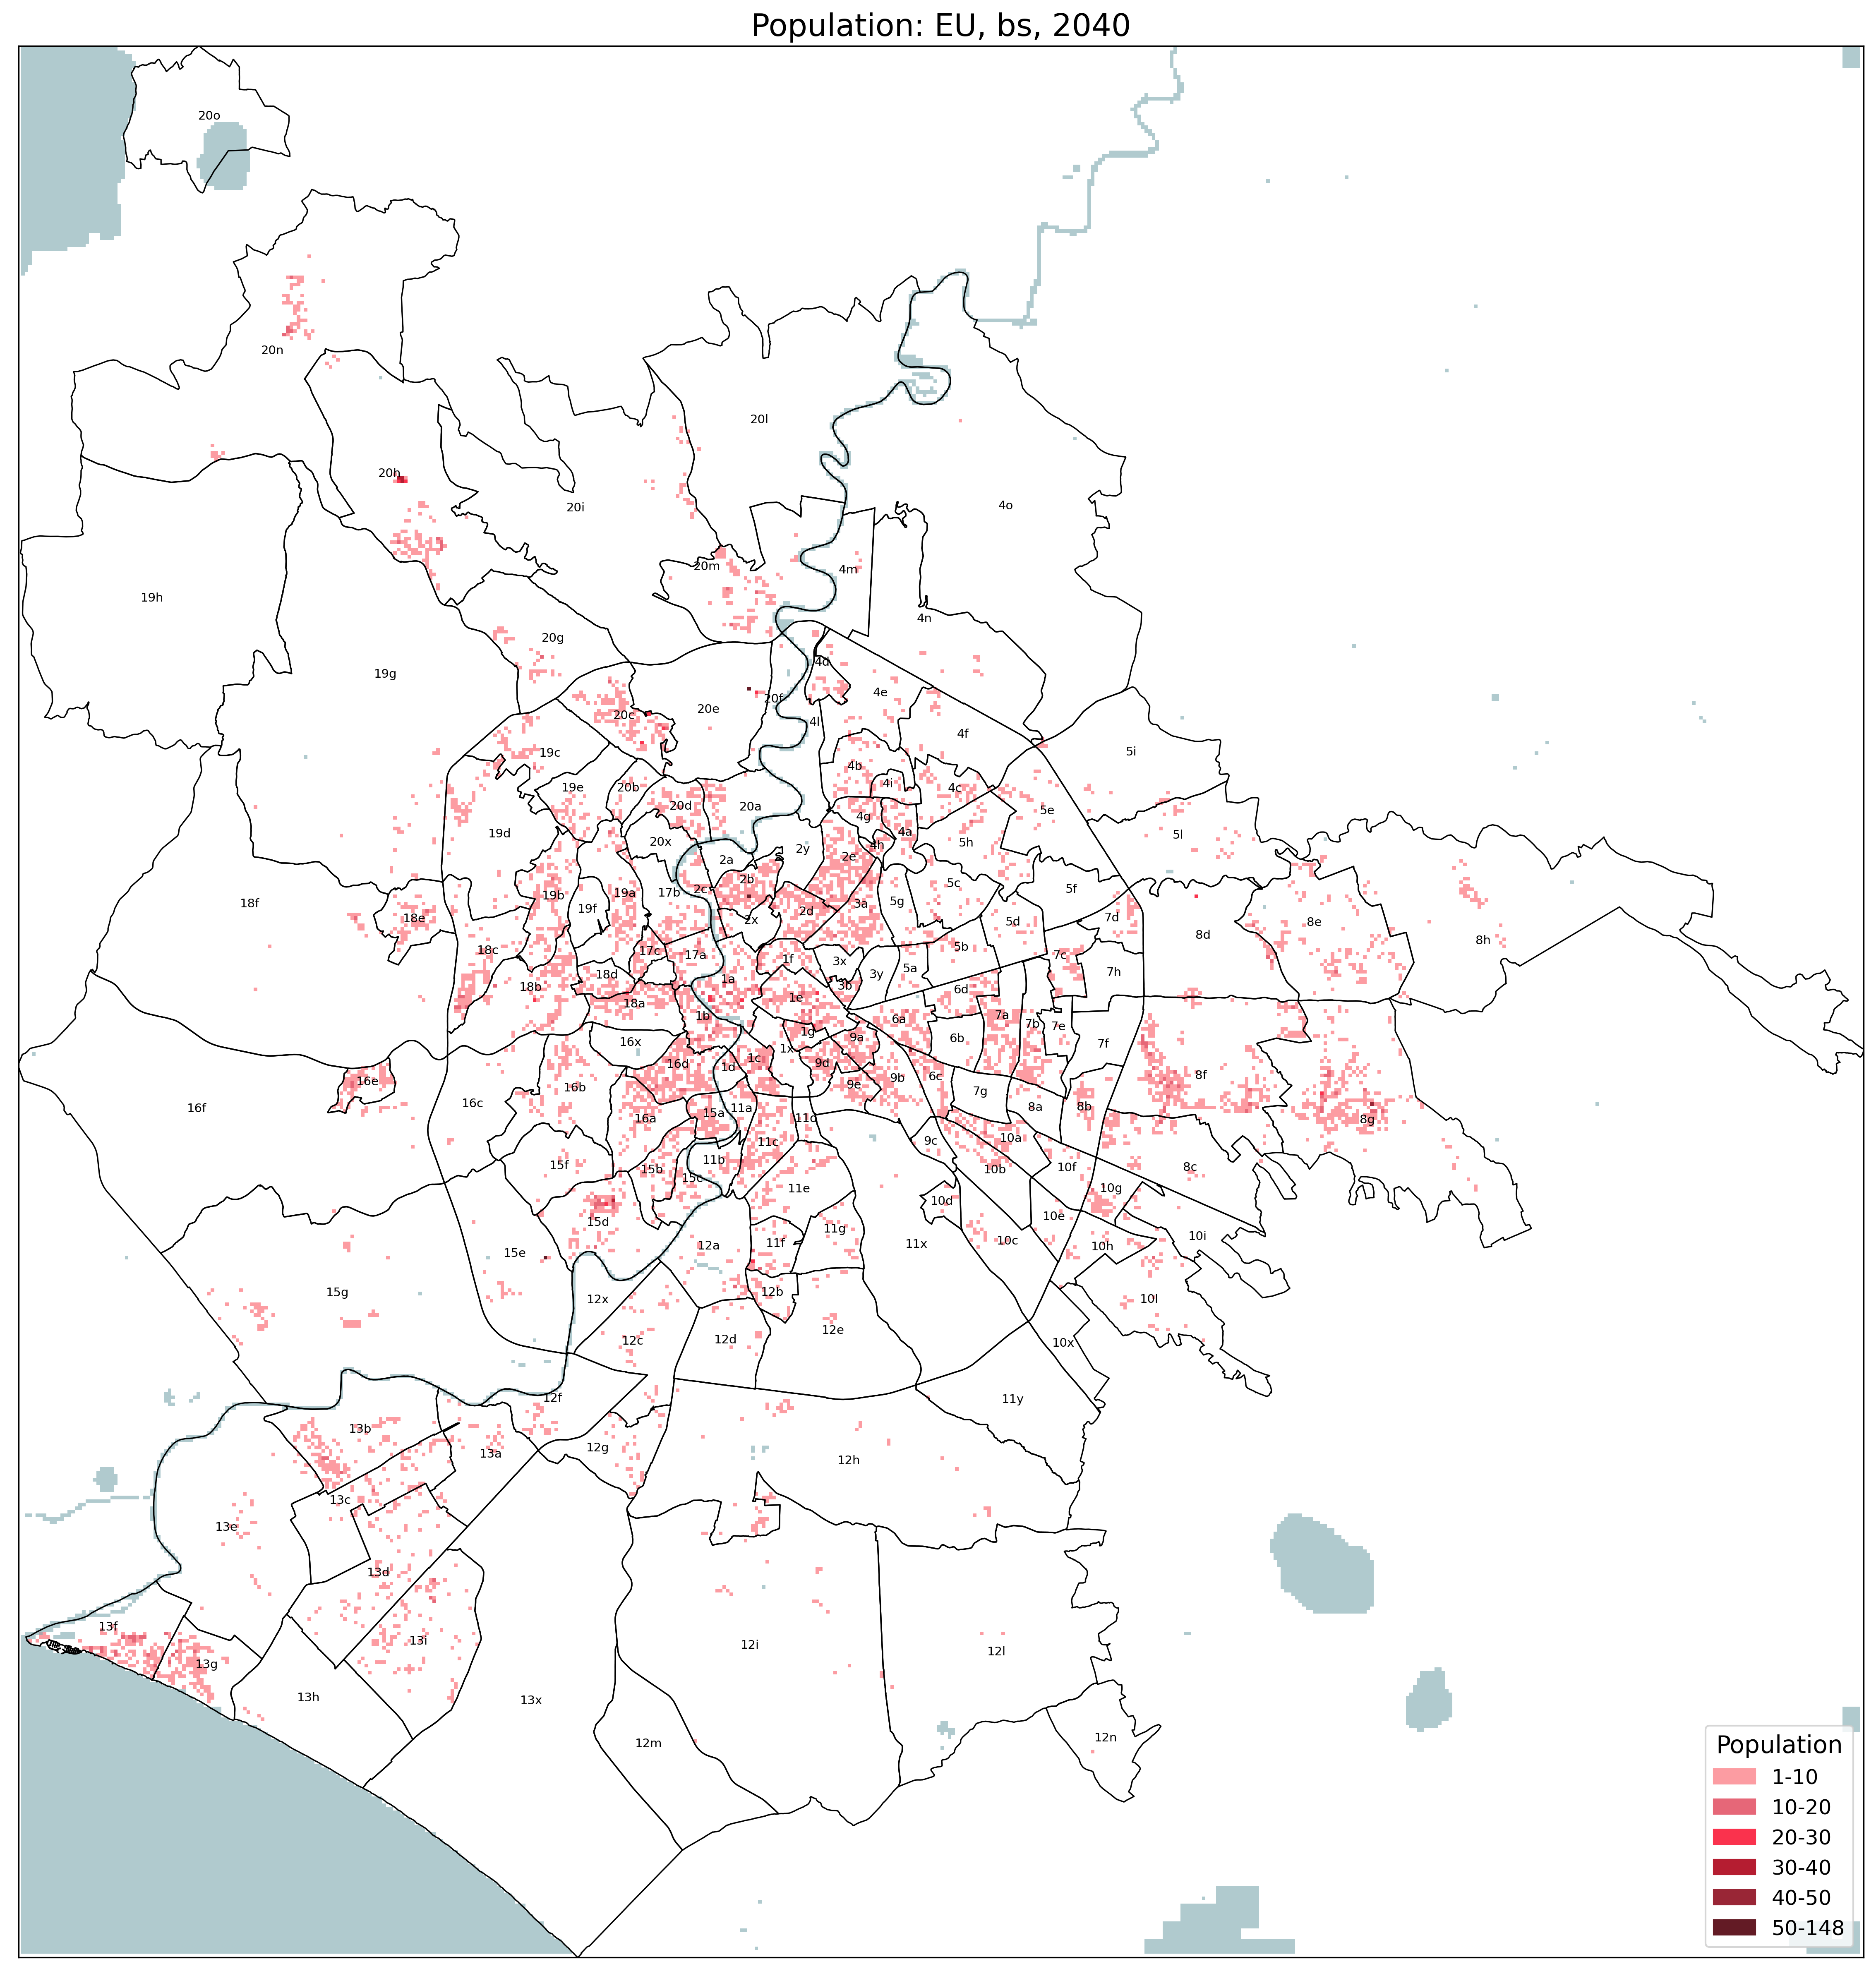 Population: EU, bs, 2040
20o
20n
20l
20h
20i
4o
20m
4m
19h
4n
20g
4d
19g
4e
20f
20e
20c
4l
4f
5i
19c
4b
4i
19e
20b
4c
20d
20a
5e
4g
19d
4a
5l
20x
4h
5h
2y
2e
2a
2b
5c
5f
2c
17b
19a
19b
5g
18f
3a
19f
2d
18e
7d
2x
5d
8e
8d
8h
5b
18c
17c
17a
7c
1f
3x
5a
7h
3y
18d
1a
3b
18b
6d
1e
18a
1b
7a
6a
7b
7e
1g
9a
6b
16x
7f
1x
1c
9d
16d
1d
8f
6c
9b
16e
9e
16b
7g
16c
8a
8b
16f
11a
15a
16a
11d
8g
10a
9c
11c
11b
15f
10f
8c
15b
10b
15c
11e
10g
10d
10e
15d
11g
10i
10c
11f
11x
12a
10h
15e
15g
12b
12x
10l
12e
12d
12c
10x
12f
11y
13b
12g
13a
12h
13c
13e
13d
13f
13i
12i
12l
13g
13h
13x
12n
12m
Population
1-10
10-20
20-30
30-40
40-50
50-148